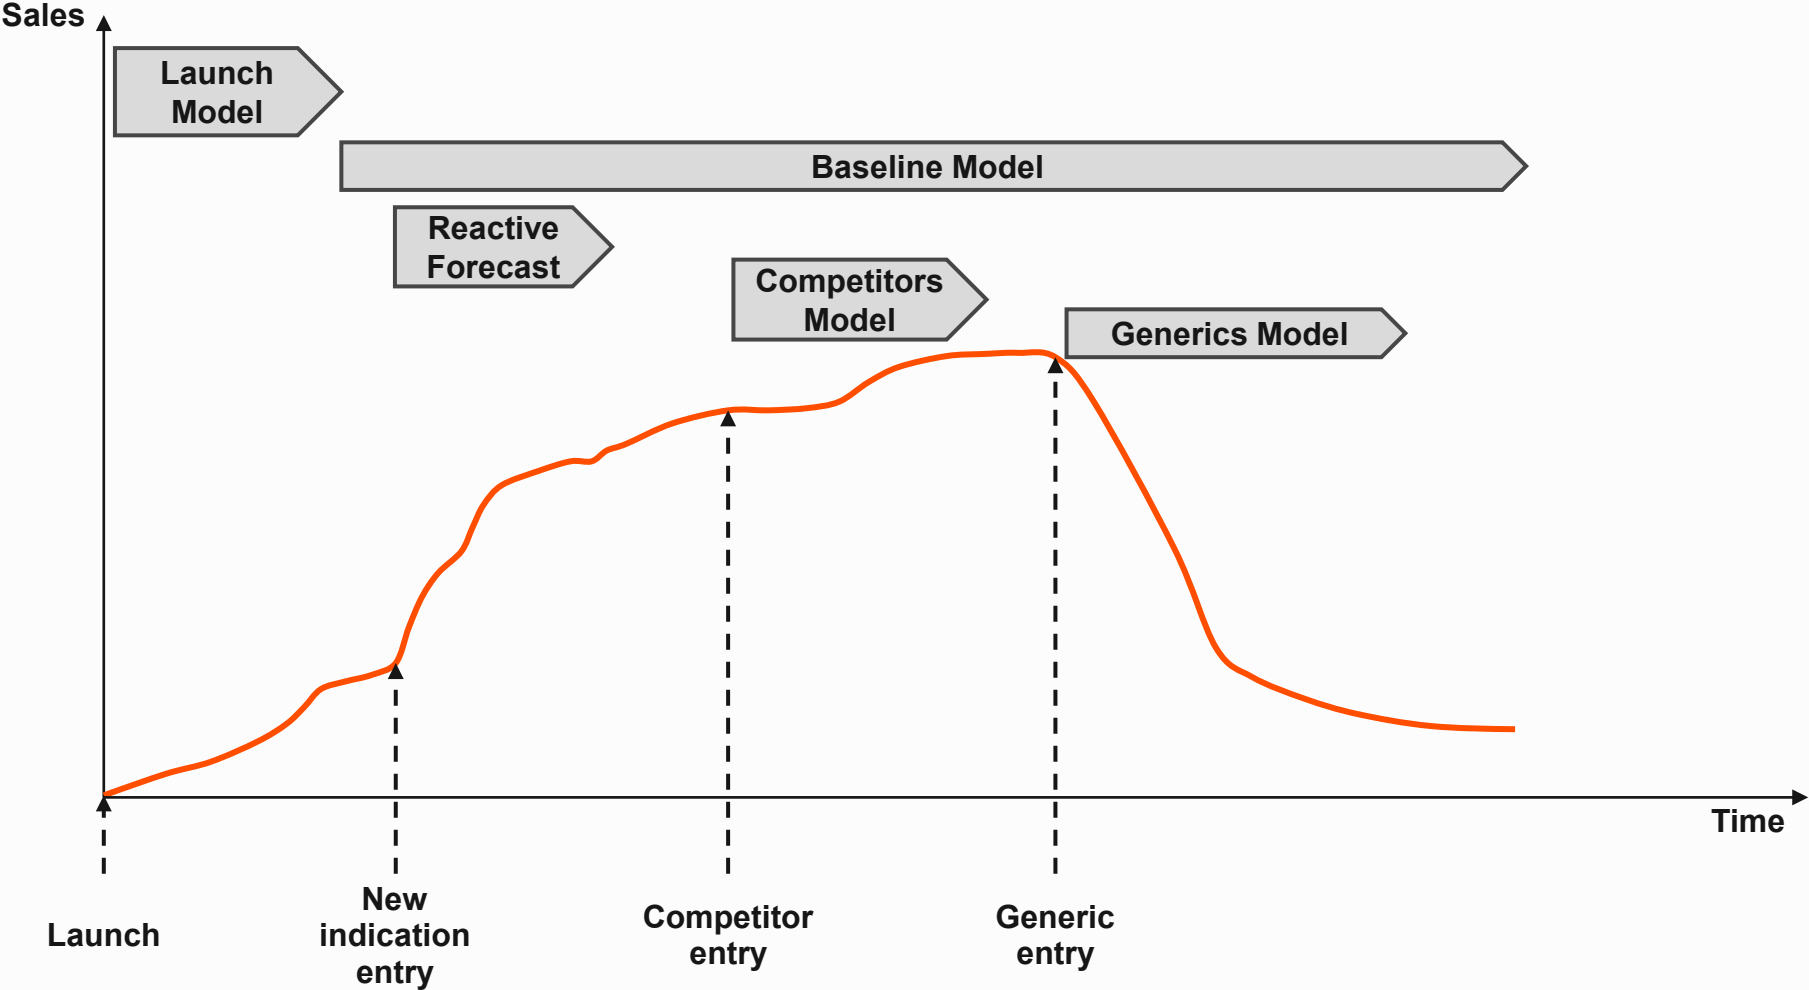 Sales
Launch
Model
Baseline Model
Reactive
Forecast
Competitors
Model
Generics Model
Time
Launch
New
indication
entry
Competitor
entry
Generic
entry